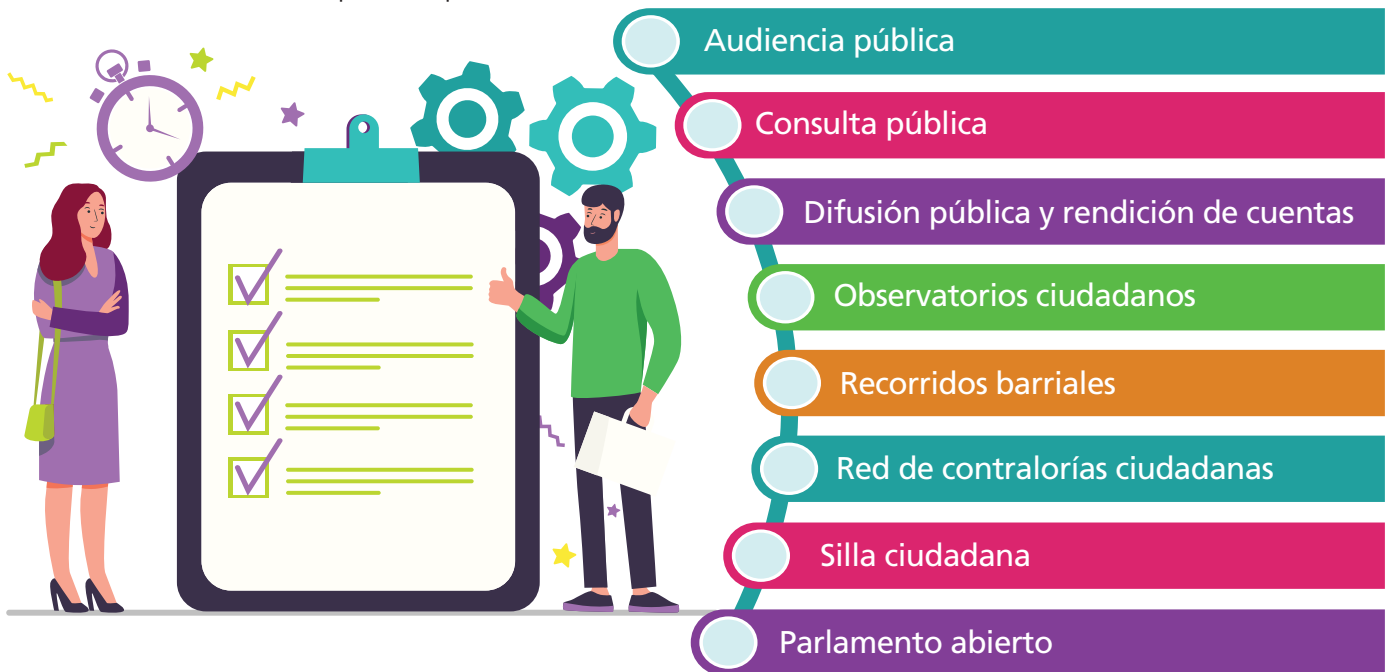 Audiencia pública
Consulta pública
Difusión pública y rendición de cuentas
Observatorios ciudadanos
Recorridos barriales
Red de contralorías ciudadanas
Silla ciudadana
Parlamento abierto